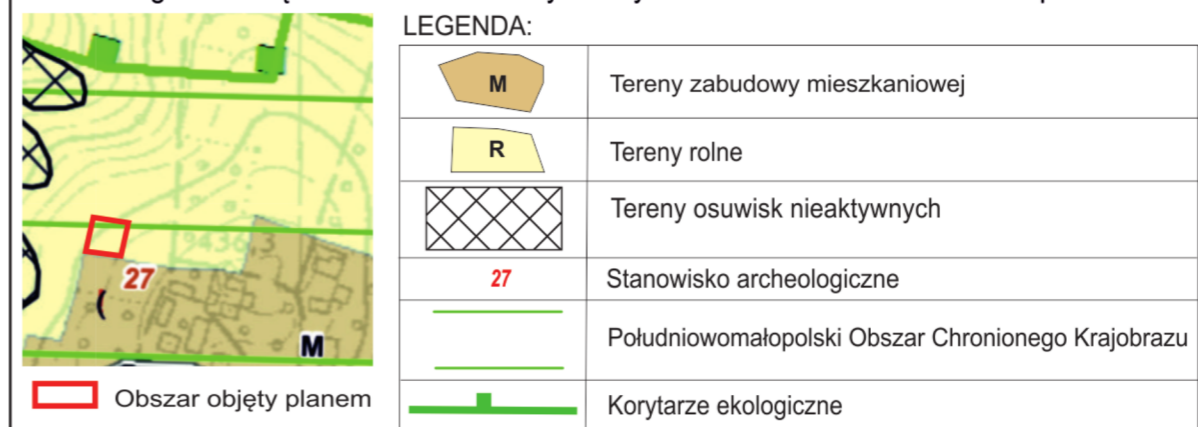 LEGENDA:
M Tereny zabudowy mieszkaniowej
R Tereny rolne
Tereny osuwisk nieaktywnych
27 Stanowisko archeologiczne
Południowomałopolski Obszar Chronionego Krajobrazu
Korytarze ekologiczne
27
M
Obszar objęty planem